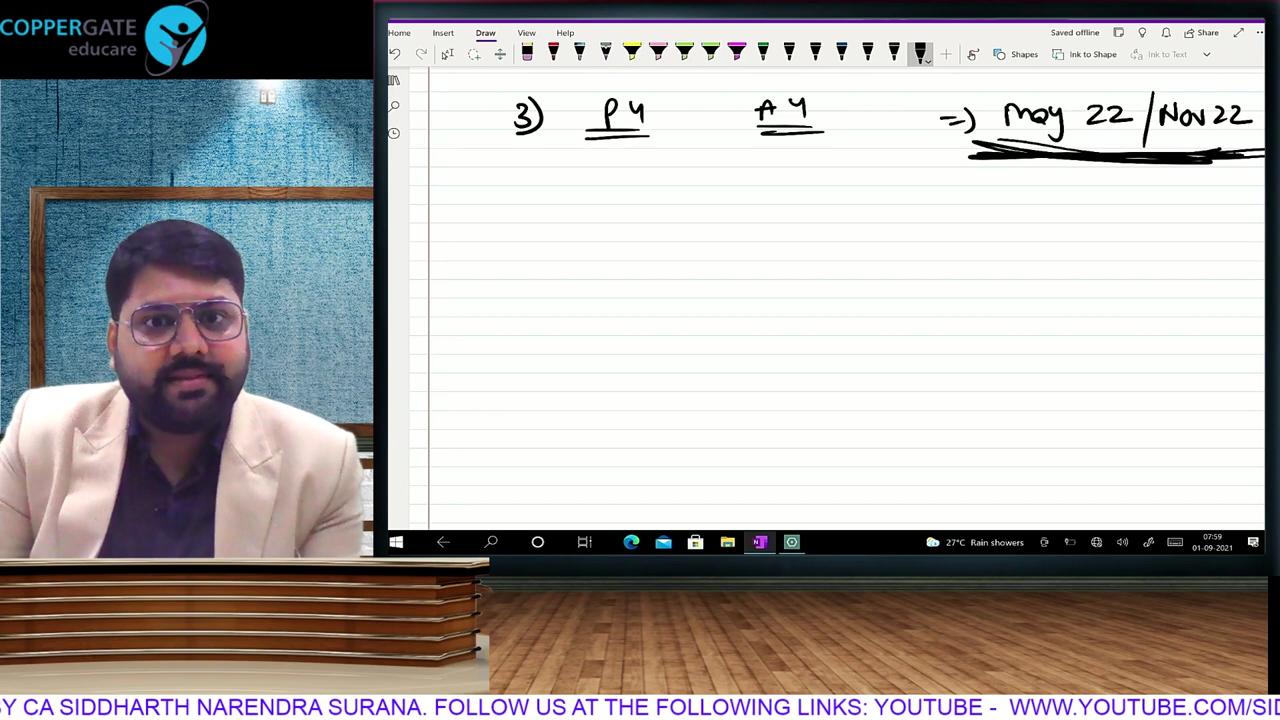 COPPERGATE
educare
Home Insert Draw View Help
Saved offline
Share
Shapes
Ink to Shape
Ink to Text
3) PY AY => May 22 / Nov 22
27°C Rain showers
07:59
01-09-2021
BY CA SIDDHARTH NARENDRA SURANA. FOLLOW US AT THE FOLLOWING LINKS: YOUTUBE - WWW.YOUTUBE.COM/SI